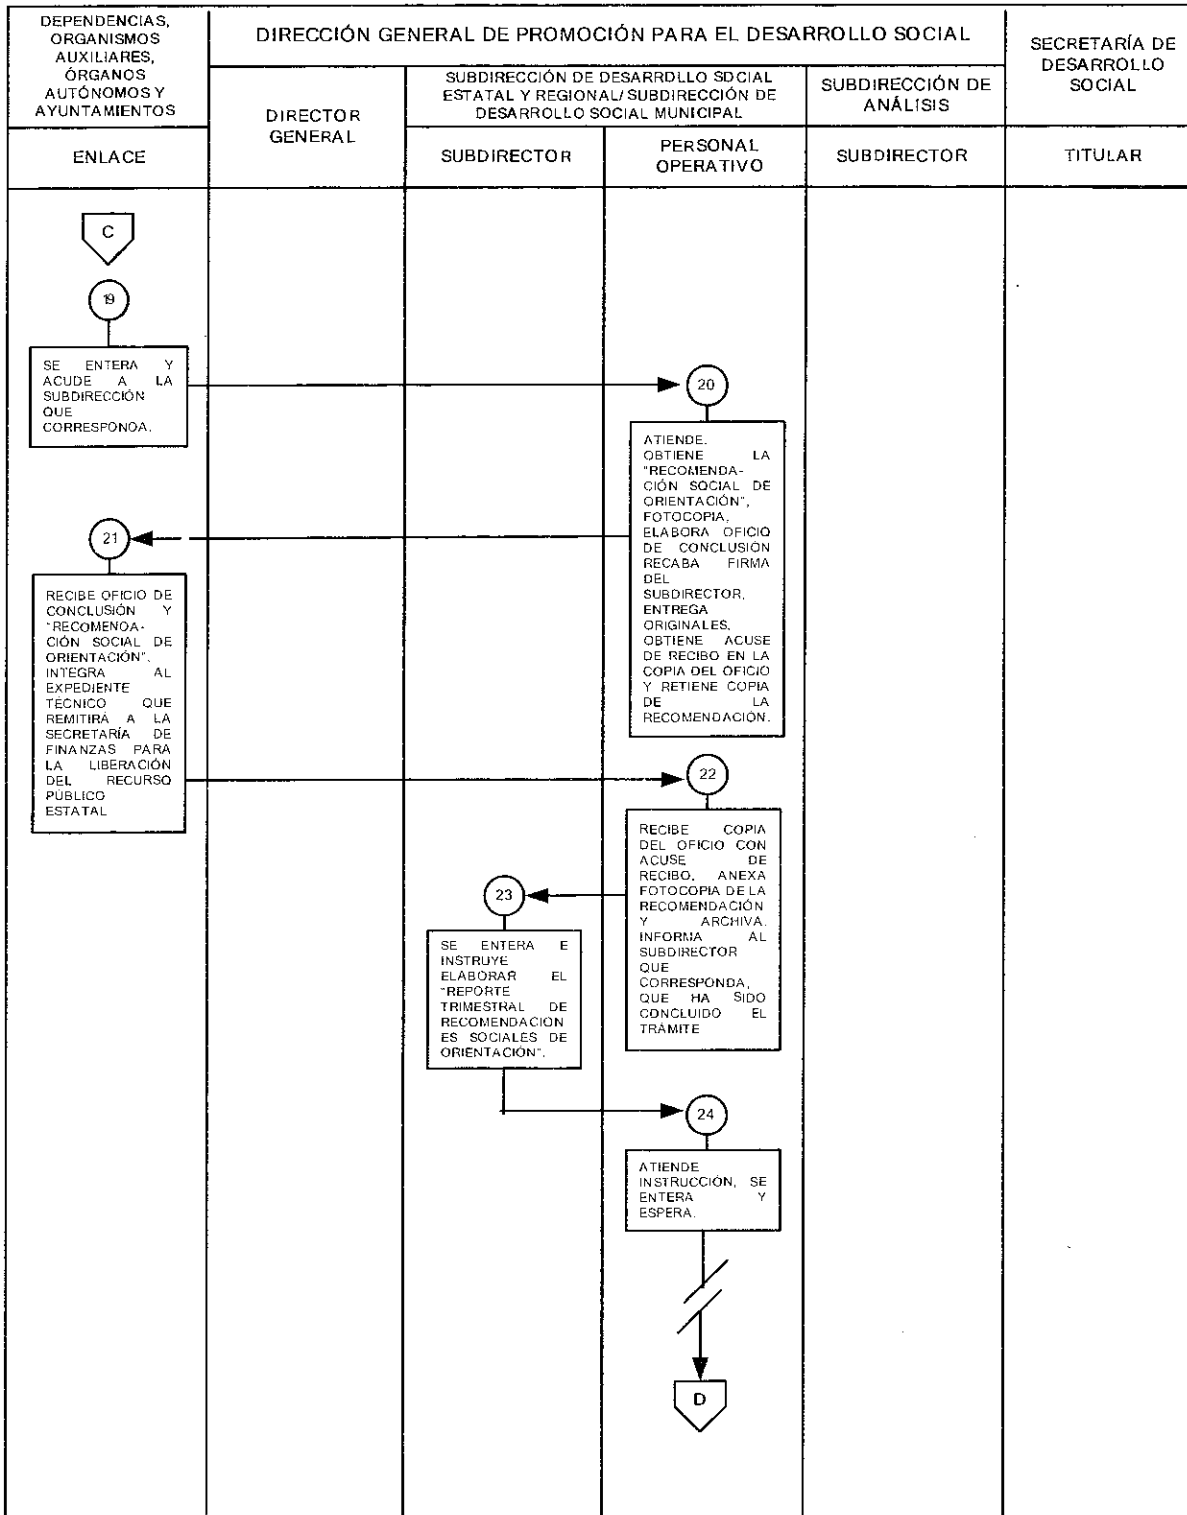 DEPENDENCIAS,
ORGANISMOS
AUXILIARES,
ÓRGANOS
AUTÓNOMOS Y
AYUNTAMIENTOS
DIRECCIÓN GENERAL DE PROMOCIÓN PARA EL DESARROLLO SOCIAL
SECRETARÍA DE
DESARROLLO
SOCIAL
DIRECTOR
GENERAL
SUBDIRECCIÓN DE DESARRDLLO SDCIAL
ESTATAL Y REGIONAL/SUBDIRECCIÓN DE
DESARROLLO SOCIAL MUNICIPAL
SUBDIRECCIÓN DE
ANÁLISIS
ENLACE
SUBDIRECTOR
PERSONAL
OPERATIVO
SUBDIRECTOR
TITULAR
C
19
SE ENTERA Y
ACUDE A LA
SUBDIRECCIÓN
QUE
CORRESPONDA.
20
ATIENDE.
OBTIENE LA
"RECOMENDA-
CIÓN SOCIAL DE
ORIENTACIÓN",
FOTOCOPIA,
ELABORA OFICIO
DE CONCLUSIÓN
RECABA FIRMA
DEL
SUBDIRECTOR,
ENTREGA
ORIGINALES,
OBTIENE ACUSE
DE RECIBO EN LA
COPIA DEL OFICIO
Y RETIENE COPIA
DE LA
RECOMENDACIÓN.
21
RECIBE OFICIO DE
CONCLUSIÓN Y
"RECOMENDA-
CIÓN SOCIAL DE
ORIENTACIÓN".
INTEGRA AL
EXPEDIENTE
TÉCNICO QUE
REMITIRÁ A LA
SECRETARÍA DE
FINANZAS PARA
LA LIBERACIÓN
DEL RECURSO
PÚBLICO
ESTATAL
22
RECIBE COPIA
DEL OFICIO CON
ACUSE DE
RECIBO, ANEXA
FOTOCOPIA DE LA
RECOMENDACIÓN
Y ARCHIVA.
INFORMA AL
SUBDIRECTOR
QUE
CORRESPONDA,
QUE HA SIDO
CONCLUIDO EL
TRÁMITE
23
SE ENTERA E
INSTRUYE
ELABORAR EL
"REPORTE
TRIMESTRAL DE
RECOMENDACION
ES SOCIALES DE
ORIENTACIÓN".
24
ATIENDE
INSTRUCCIÓN, SE
ENTERA Y
ESPERA.
D